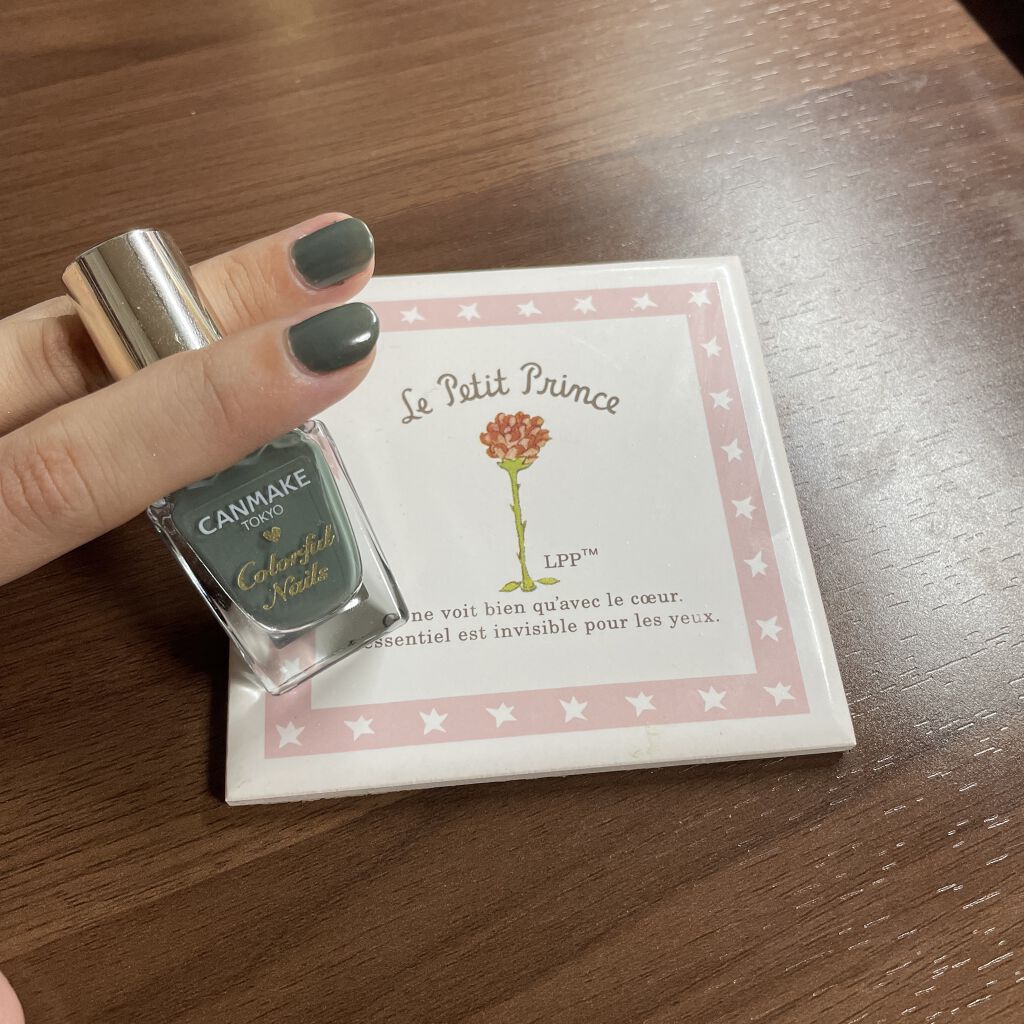 Le Petit Prince
LPP™
ne voit bien qu'avec le cœur.
essentiel est invisible pour les yeux.
CANMAKE
TOKYO
Colorful
Nails